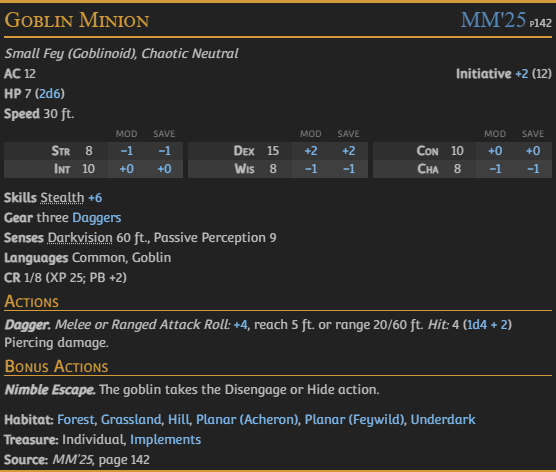 Goblin Minion MM'25 p142
Small Fey (Goblinoid), Chaotic Neutral
AC 12 Initiative +2 (12)
HP 7 (2d6)
Speed 30 ft.
MOD SAVE MOD SAVE MOD SAVE
Str 8 −1 −1 Dex 15 +2 +2 Con 10 +0 +0
Int 10 +0 +0 Wis 8 −1 −1 Cha 8 −1 −1
Skills Stealth +6
Gear three Daggers
Senses Darkvision 60 ft., Passive Perception 9
Languages Common, Goblin
CR 1/8 (XP 25; PB +2)
Actions
Dagger. Melee or Ranged Attack Roll: +4, reach 5 ft. or range 20/60 ft. Hit: 4 (1d4 + 2)
Piercing damage.
Bonus Actions
Nimble Escape. The goblin takes the Disengage or Hide action.
Habitat: Forest, Grassland, Hill, Planar (Acheron), Planar (Feywild), Underdark
Treasure: Individual, Implements
Source: MM'25, page 142